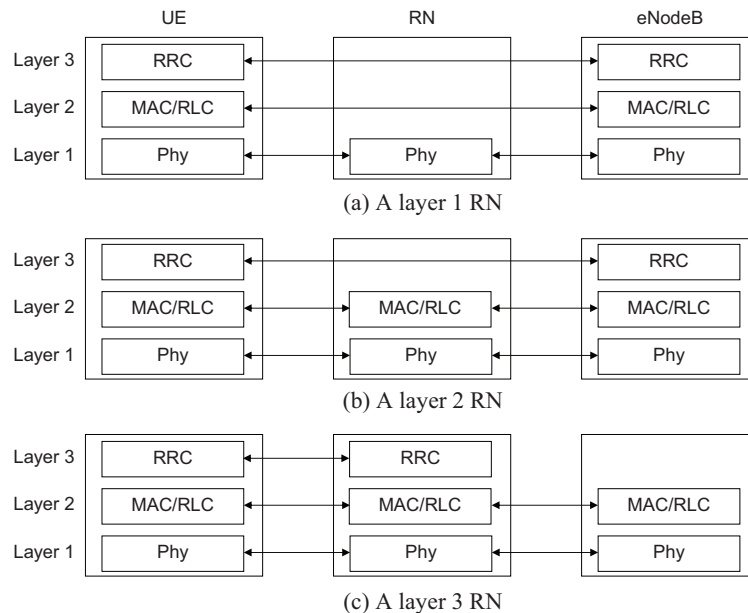 UE RN eNodeB
Layer 3 RRC RRC
Layer 2 MAC/RLC MAC/RLC
Layer 1 Phy Phy Phy
(a) A layer 1 RN
Layer 3 RRC RRC
Layer 2 MAC/RLC MAC/RLC MAC/RLC
Layer 1 Phy Phy Phy
(b) A layer 2 RN
Layer 3 RRC RRC
Layer 2 MAC/RLC MAC/RLC MAC/RLC
Layer 1 Phy Phy Phy
(c) A layer 3 RN